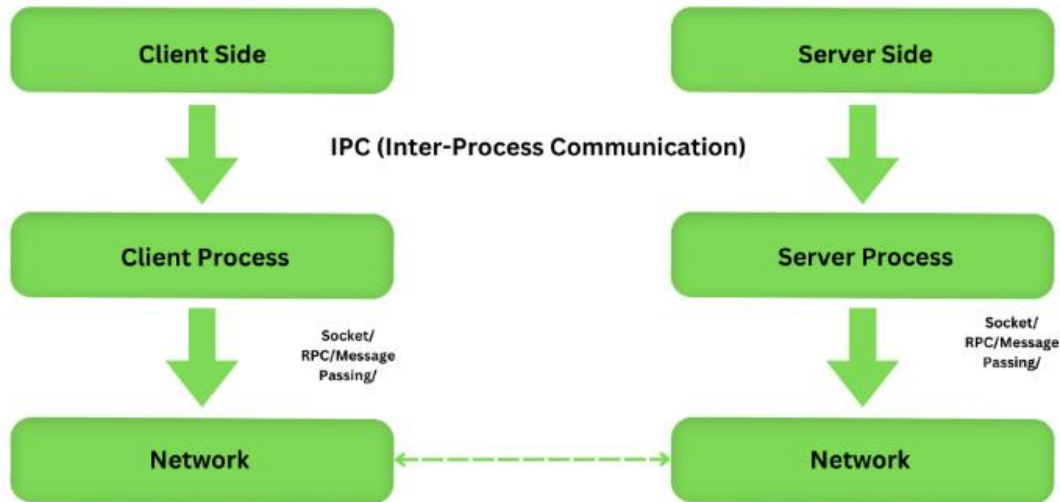 Client Side
Server Side
IPC (Inter-Process Communication)
Client Process
Server Process
Socket/
RPC/Message
Passing/
Socket/
RPC/Message
Passing/
Network
Network